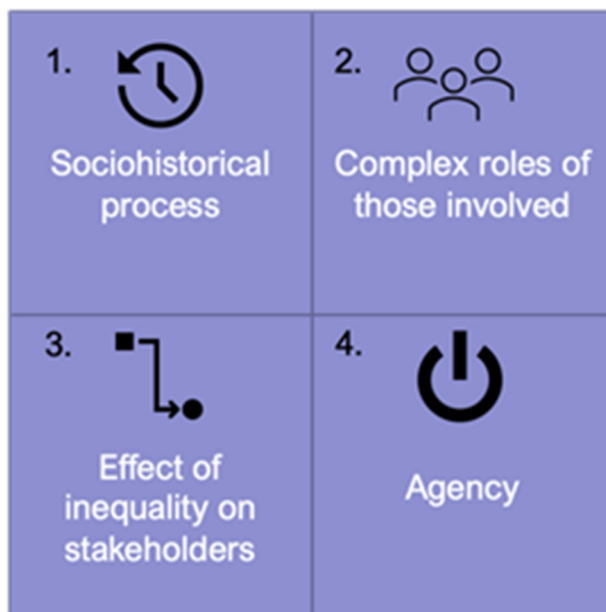 1.
Sociohistorical
process
2.
Complex roles of
those involved
3.
Effect of
inequality on
stakeholders
4.
Agency